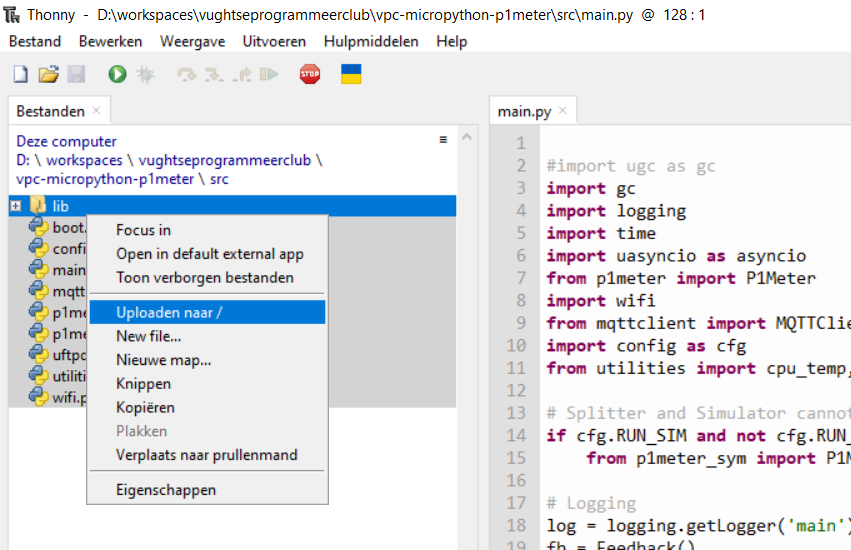 Thonny - D:\workspaces\vughtseprogrammeerclub\vpc-micropython-p1meter\src\main.py @ 128 : 1
Bestand Bewerken Weergave Uitvoeren Hulpmiddelen Help
STOP
Bestanden ×
Deze computer
D: \ workspaces \ vughtseprogrammeerclub \
vpc-micropython-p1meter \ src
lib
boot.
confi
main
mqtt
p1me
p1me
uftpc
utiliti
wifi.p
Focus in
Open in default external app
Toon verborgen bestanden
Uploaden naar /
New file...
Nieuwe map...
Knippen
Kopiëren
Plakken
Verplaats naar prullenmand
Eigenschappen
main.py ×
1
2 #import ugc as gc
3 import gc
4 import logging
5 import time
6 import uasyncio as asyncio
7 from p1meter import P1Meter
8 import wifi
9 from mqttclient import MQTTClie
10 import config as cfg
11 from utilities import cpu_temp,
12
13 # Splitter and Simulator cannot
14 if cfg.RUN_SIM and not cfg.RUN_
15 from p1meter_sym import P1M
16
17 # Logging
18 log = logging.getLogger('main')
19 fb = Feedback()